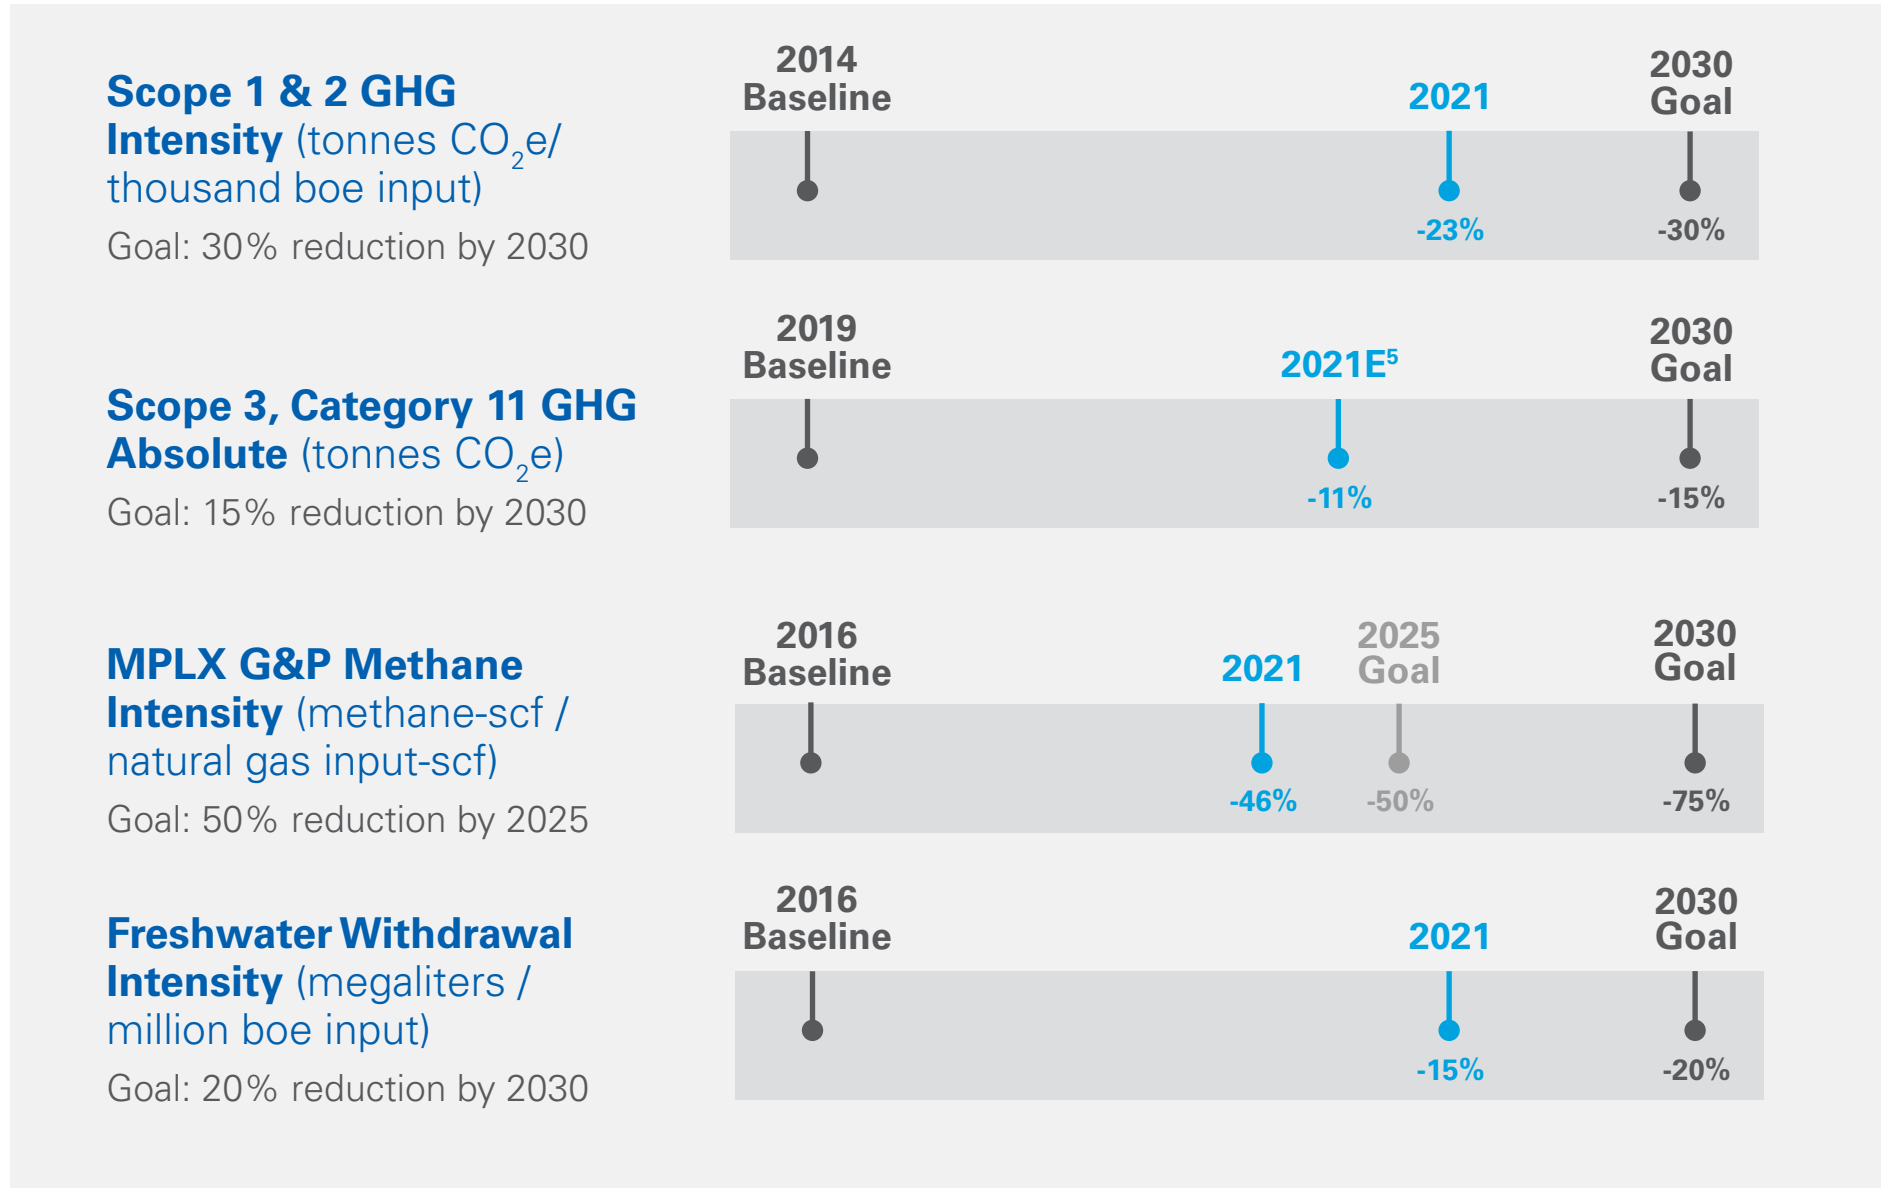 Scope 1 & 2 GHG
Intensity (tonnes CO₂e/
thousand boe input)
Goal: 30% reduction by 2030
2014
Baseline
2021
2030
Goal
-23%
-30%
Scope 3, Category 11 GHG
Absolute (tonnes CO₂e)
Goal: 15% reduction by 2030
2019
Baseline
2021E⁵
2030
Goal
-11%
-15%
MPLX G&P Methane
Intensity (methane-scf /
natural gas input-scf)
Goal: 50% reduction by 2025
2016
Baseline
2021
2025
Goal
2030
Goal
-46%
-50%
-75%
Freshwater Withdrawal
Intensity (megaliters /
million boe input)
Goal: 20% reduction by 2030
2016
Baseline
2021
2030
Goal
-15%
-20%